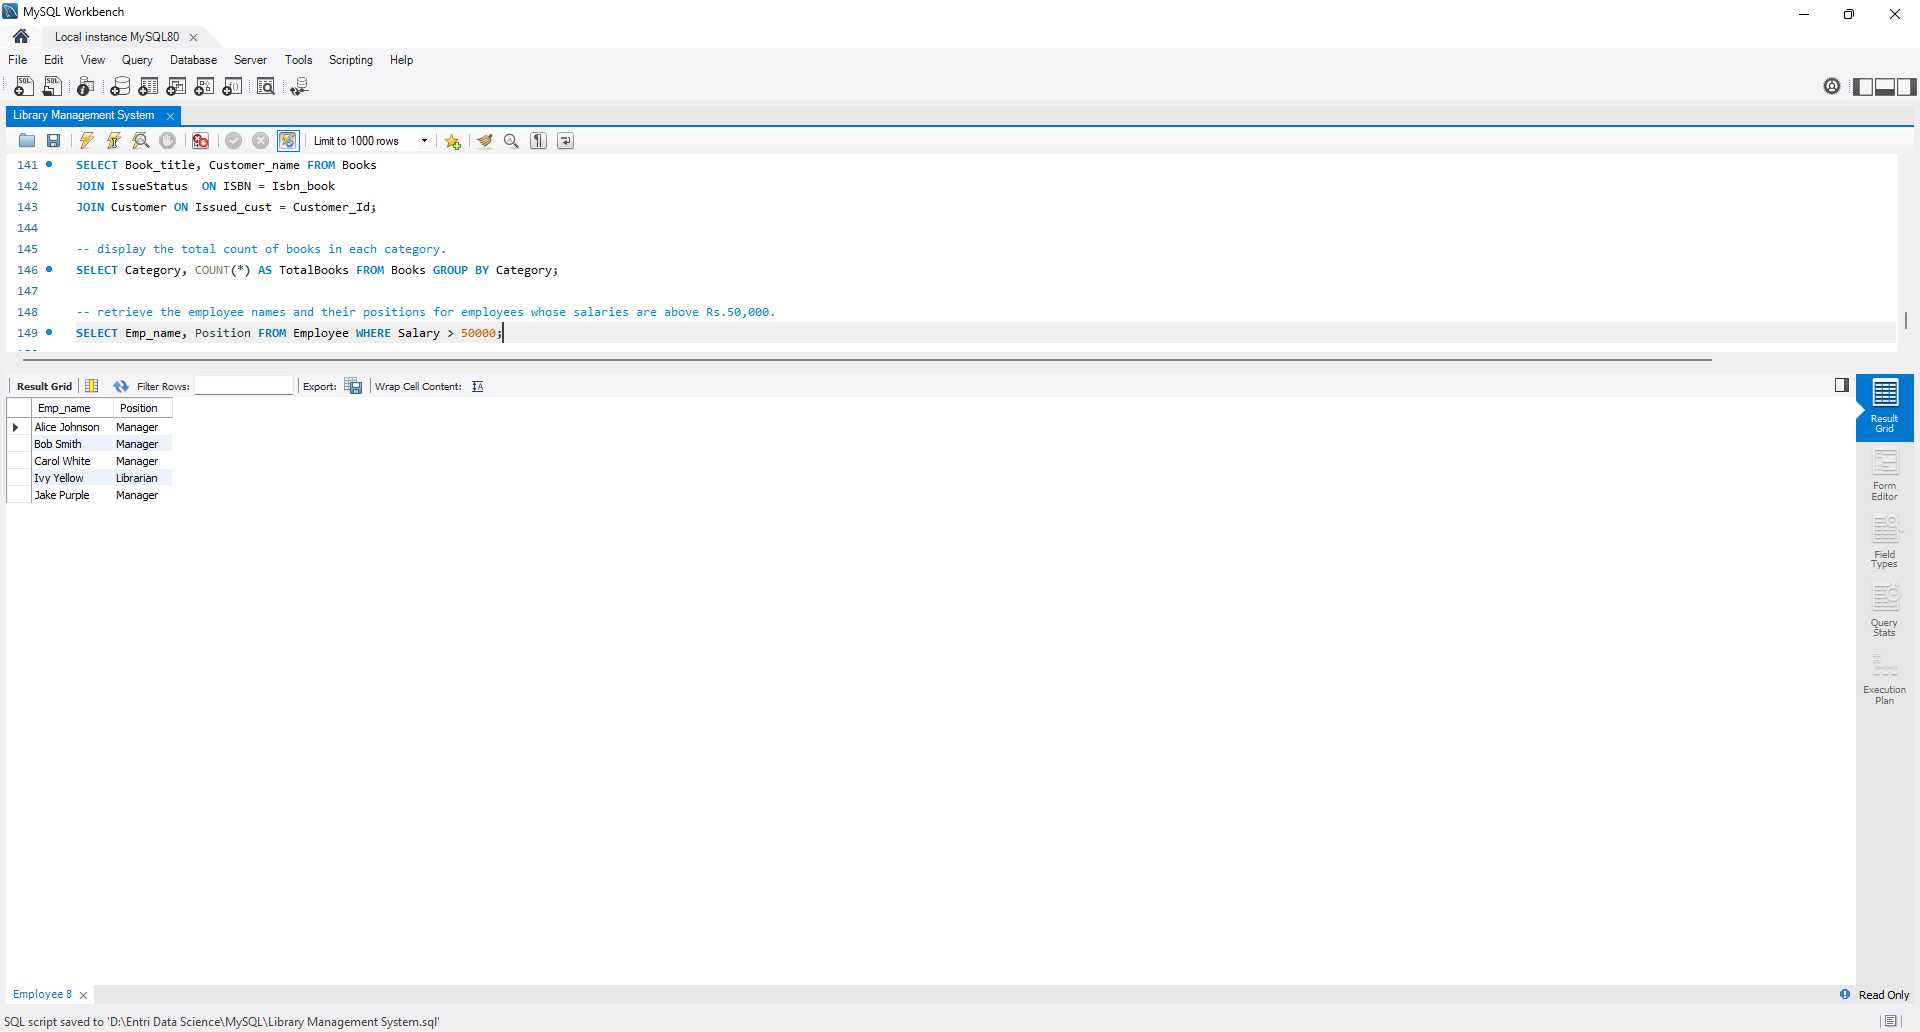 MySQL Workbench
Local instance MySQL80
File Edit View Query Database Server Tools Scripting Help
Library Management System
Limit to 1000 rows
141 SELECT Book_title, Customer_name FROM Books
142 JOIN IssueStatus  ON ISBN = Isbn_book
143 JOIN Customer ON Issued_cust = Customer_Id;
144
145 -- display the total count of books in each category.
146 SELECT Category, COUNT(*) AS TotalBooks FROM Books GROUP BY Category;
147
148 -- retrieve the employee names and their positions for employees whose salaries are above Rs.50,000.
149 SELECT Emp_name, Position FROM Employee WHERE Salary > 50000;
Result Grid Filter Rows: Export: Wrap Cell Content:
Emp_name Position
Alice Johnson Manager
Bob Smith Manager
Carol White Manager
Ivy Yellow Librarian
Jake Purple Manager
Result
Grid
Form
Editor
Field
Types
Query
Stats
Execution
Plan
Employee 8
Read Only
SQL script saved to 'D:\Entri Data Science\MySQL\Library Management System.sql'